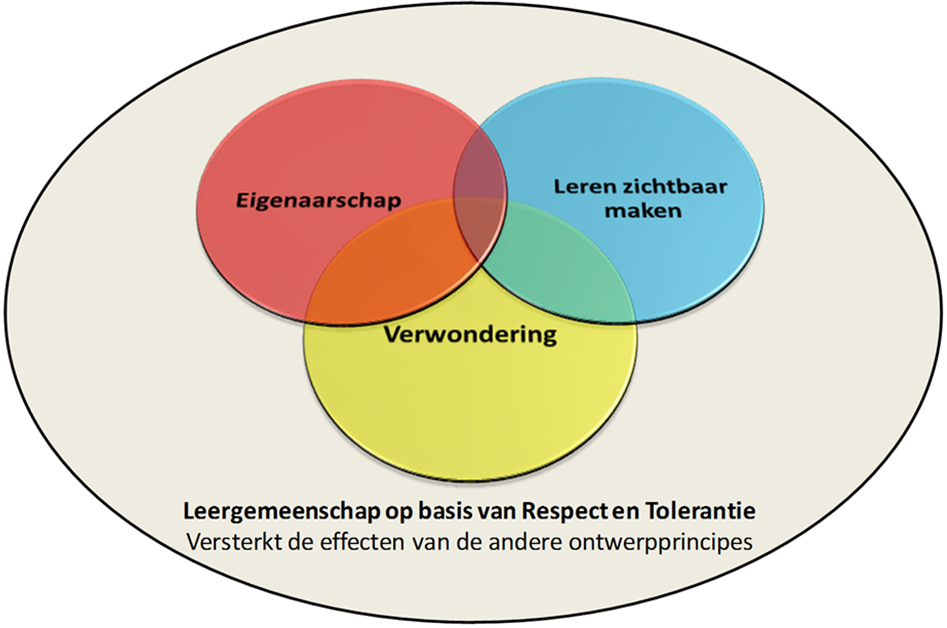 Eigenaarschap
Leren zichtbaar
maken
Verwondering
Leergemeenschap op basis van Respect en Tolerantie
Versterkt de effecten van de andere ontwerpprincipes